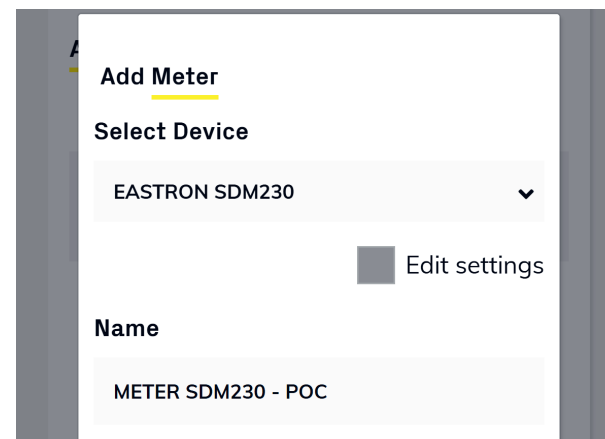 Add Meter
Select Device
EASTRON SDM230
Edit settings
Name
METER SDM230 - POC